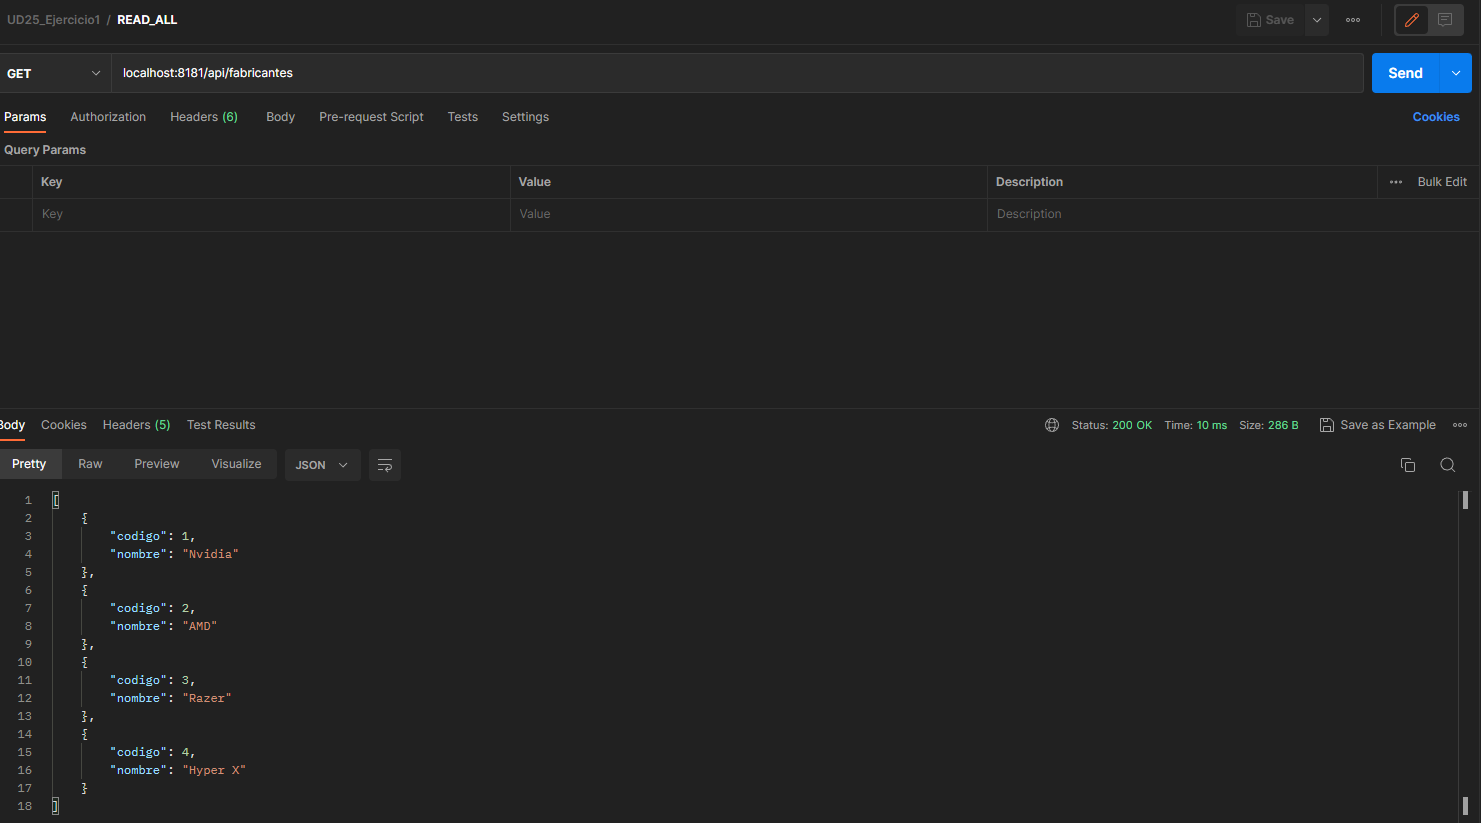 UD25_Ejercicio1 / READ_ALL
Save
GET localhost:8181/api/fabricantes Send
Params Authorization Headers (6) Body Pre-request Script Tests Settings Cookies
Query Params
Key Value Description Bulk Edit
Key Value Description
Body Cookies Headers (5) Test Results Status: 200 OK Time: 10 ms Size: 286 B Save as Example
Pretty Raw Preview Visualize JSON
1 [
2 {
3 "codigo": 1,
4 "nombre": "Nvidia"
5 },
6 {
7 "codigo": 2,
8 "nombre": "AMD"
9 },
10 {
11 "codigo": 3,
12 "nombre": "Razer"
13 },
14 {
15 "codigo": 4,
16 "nombre": "Hyper X"
17 }
18 ]